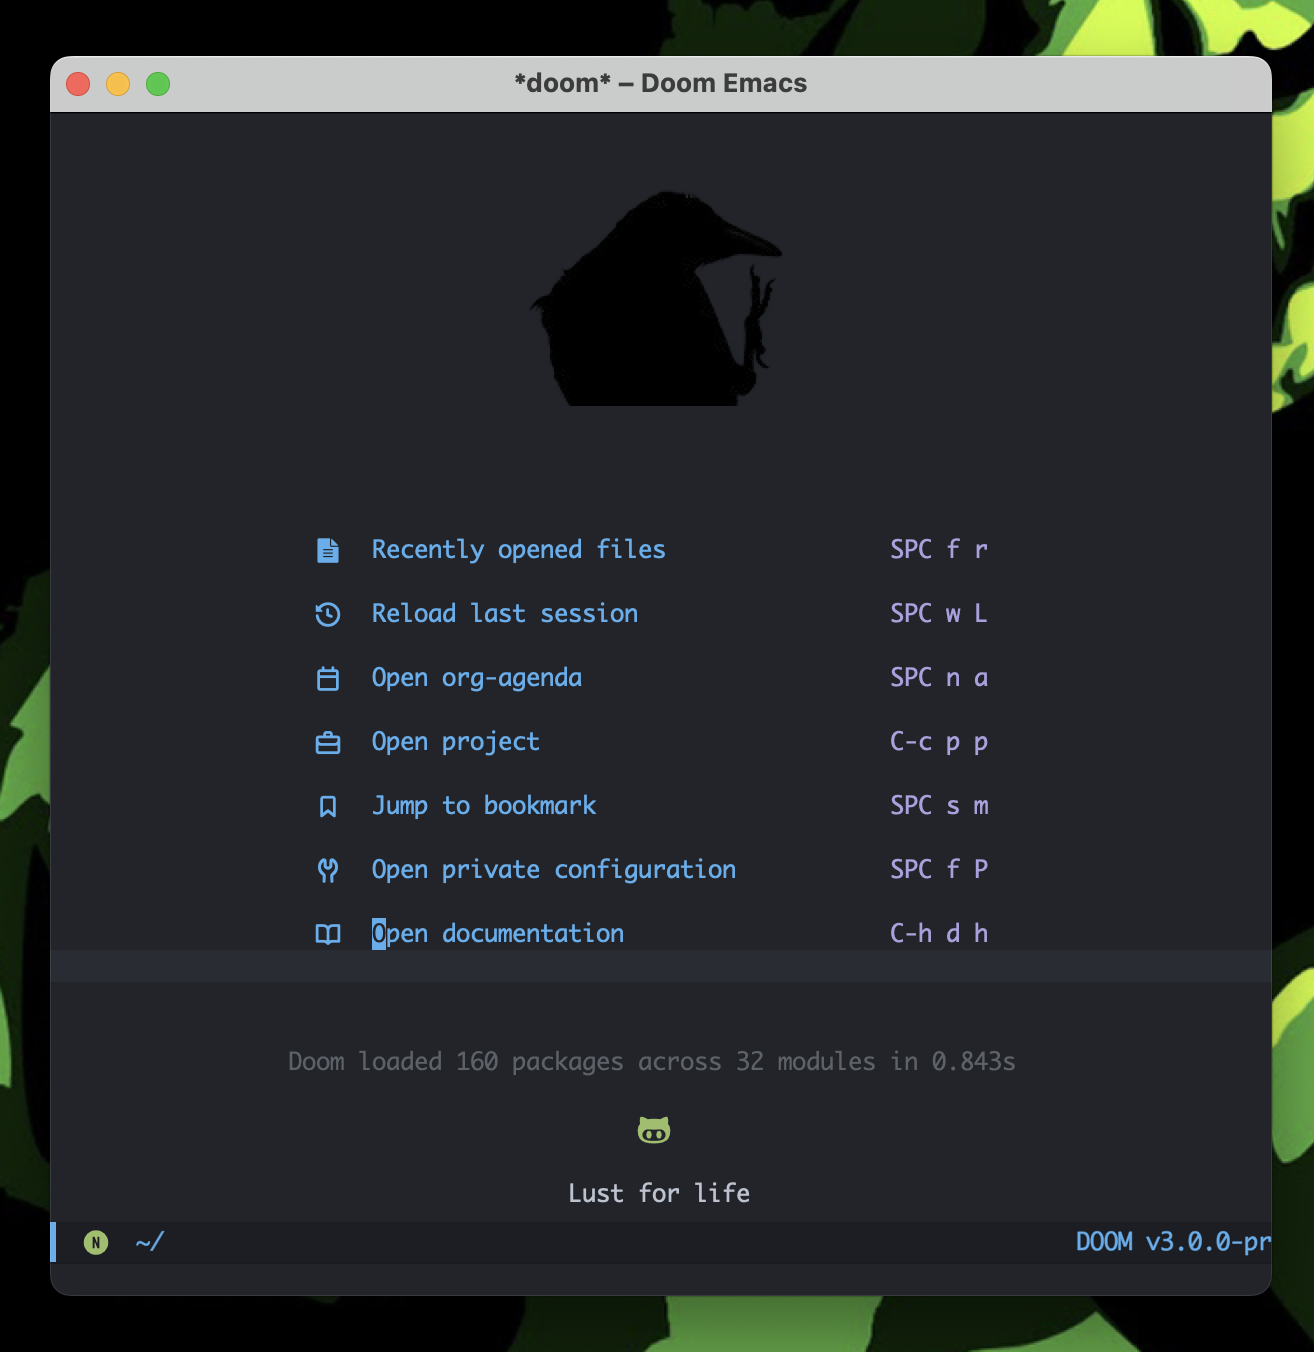 *doom* – Doom Emacs
Recently opened files SPC f r
Reload last session SPC w L
Open org-agenda SPC n a
Open project C-c p p
Jump to bookmark SPC s m
Open private configuration SPC f P
Open documentation C-h d h
Doom loaded 160 packages across 32 modules in 0.843s
Lust for life
N ~/ DOOM v3.0.0-pr